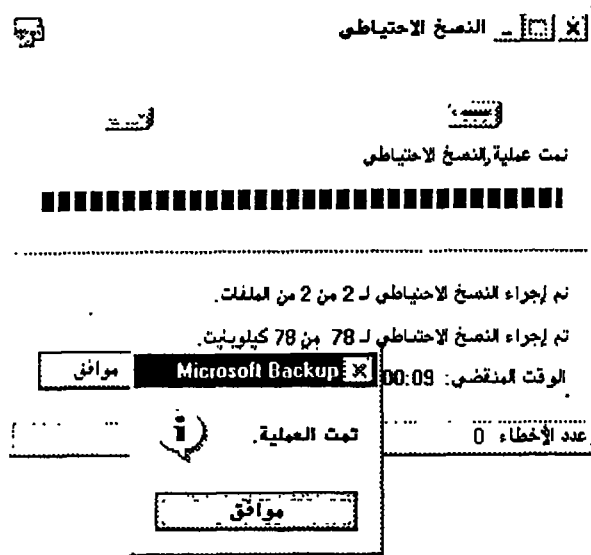 النسخ الاحتياطي
تمت عملية النسخ الاحتياطي
تم إجراء النسخ الاحتياطي لـ 2 من 2 من الملفات.
تم إجراء النسخ الاحتياطي لـ 78 من 78 كيلوبايت.
الوقت المنقضي: 00:09
موافق
عدد الأخطاء 0
Microsoft Backup
تمت العملية.
موافق